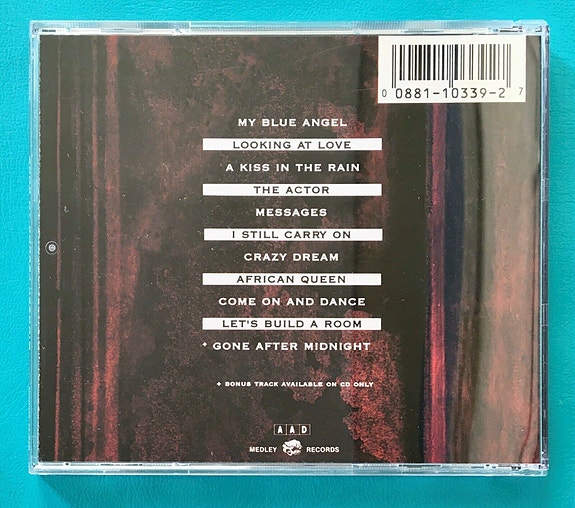 0 0881-10339-2 7
MY BLUE ANGEL
LOOKING AT LOVE
A KISS IN THE RAIN
THE ACTOR
MESSAGES
I STILL CARRY ON
CRAZY DREAM
AFRICAN QUEEN
COME ON AND DANCE
LET'S BUILD A ROOM
+ GONE AFTER MIDNIGHT
+ BONUS TRACK AVAILABLE ON CD ONLY
AAD
MEDLEY RECORDS